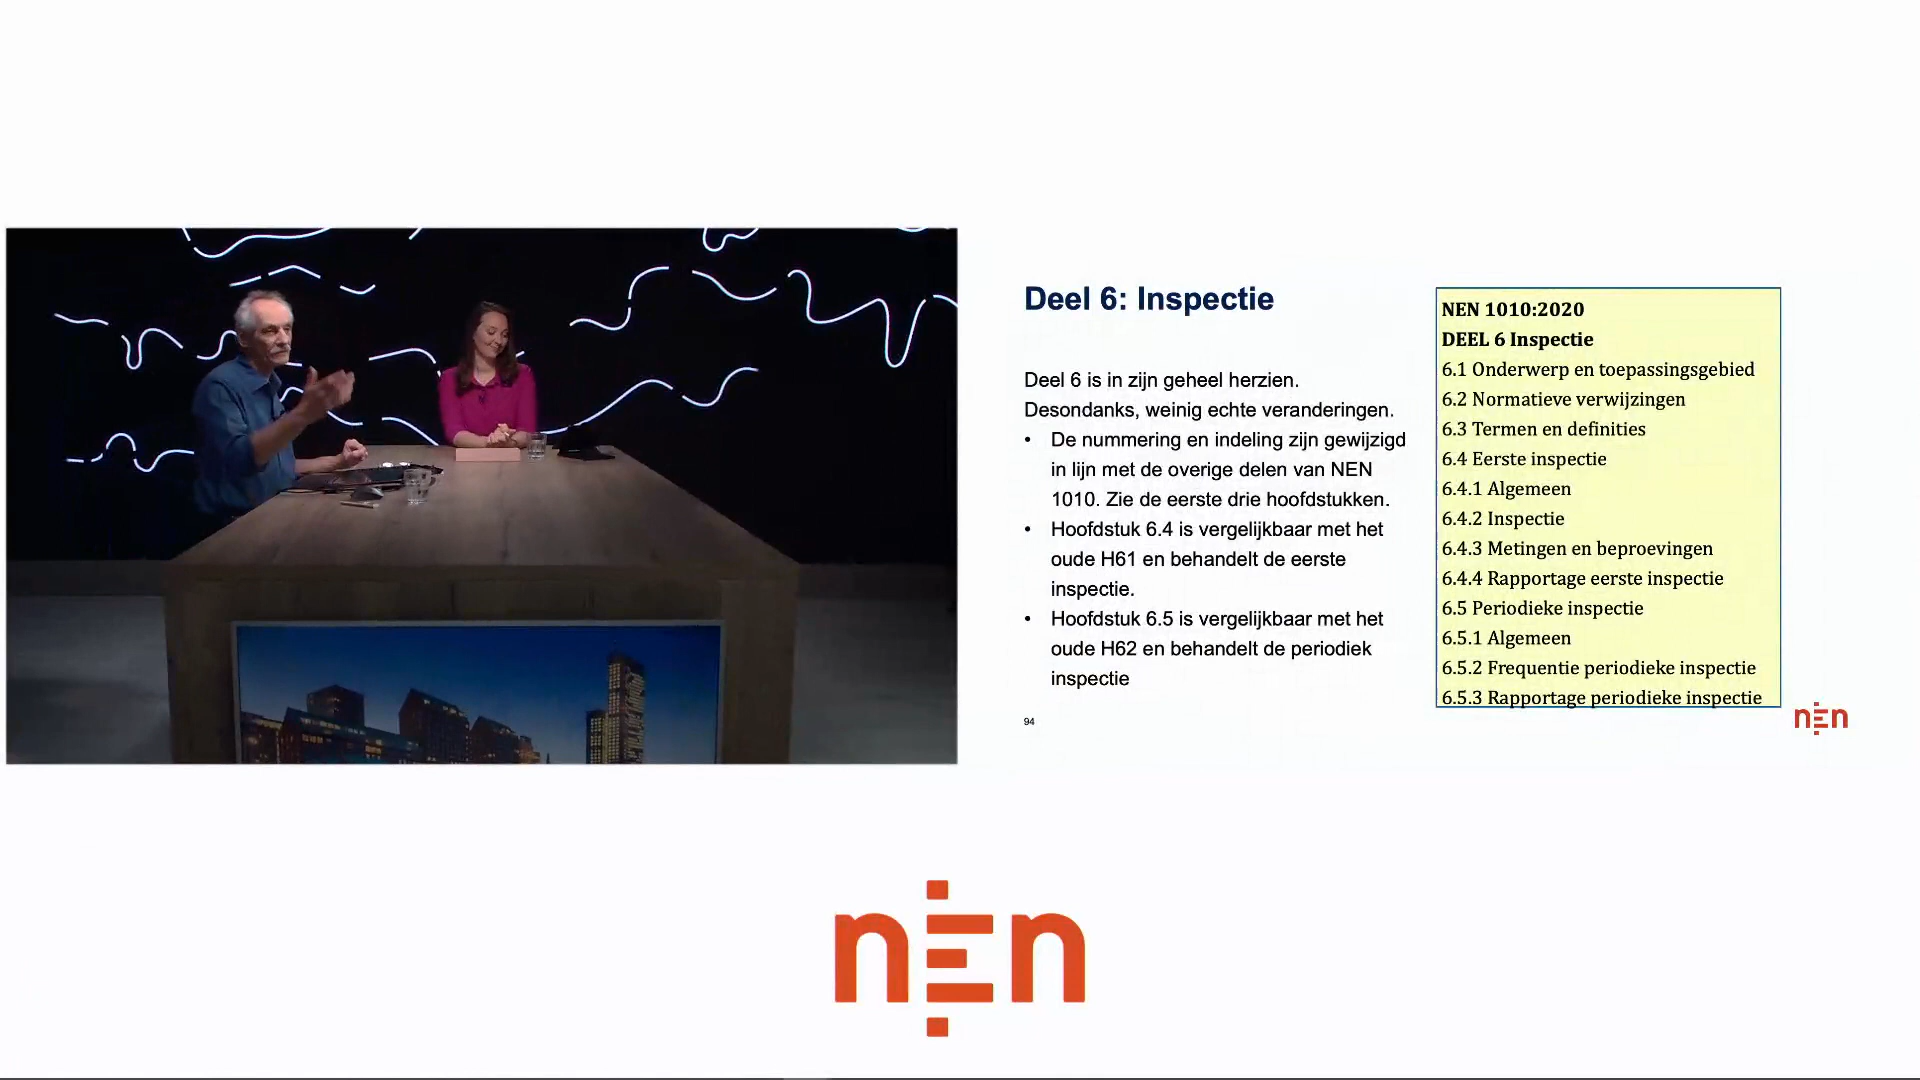 Deel 6: Inspectie
Deel 6 is in zijn geheel herzien.
Desondanks, weinig echte veranderingen.
• De nummering en indeling zijn gewijzigd
in lijn met de overige delen van NEN
1010. Zie de eerste drie hoofdstukken.
• Hoofdstuk 6.4 is vergelijkbaar met het
oude H61 en behandelt de eerste
inspectie.
• Hoofdstuk 6.5 is vergelijkbaar met het
oude H62 en behandelt de periodiek
inspectie
94
NEN 1010:2020
DEEL 6 Inspectie
6.1 Onderwerp en toepassingsgebied
6.2 Normatieve verwijzingen
6.3 Termen en definities
6.4 Eerste inspectie
6.4.1 Algemeen
6.4.2 Inspectie
6.4.3 Metingen en beproevingen
6.4.4 Rapportage eerste inspectie
6.5 Periodieke inspectie
6.5.1 Algemeen
6.5.2 Frequentie periodieke inspectie
6.5.3 Rapportage periodieke inspectie
nen
nen